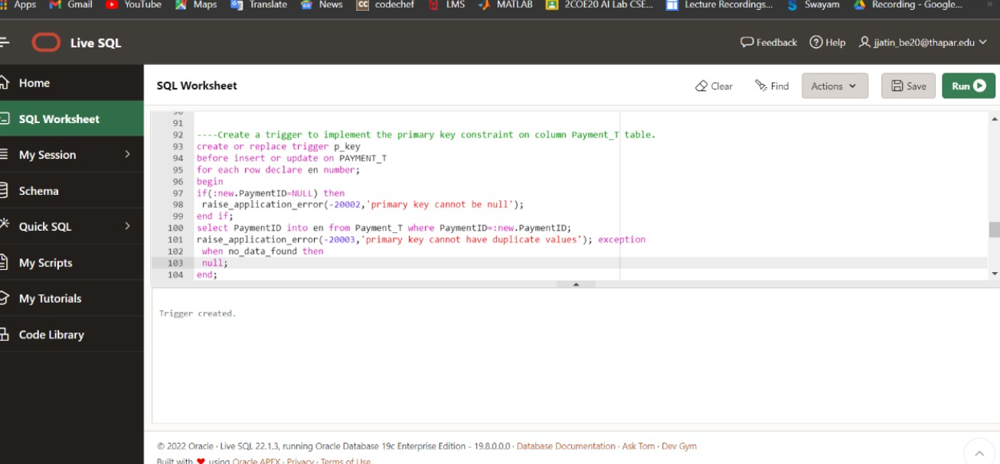 Apps Gmail YouTube Maps Translate News codechef LMS MATLAB 2COE20 AI Lab CSE... Lecture Recordings... Swayam Recording - Google... »
Live SQL Feedback Help jjatin_be20@thapar.edu
Home
SQL Worksheet
My Session
Schema
Quick SQL
My Scripts
My Tutorials
Code Library
SQL Worksheet Clear Find Actions Save Run
91
92 ----Create a trigger to implement the primary key constraint on column Payment_T table.
93 create or replace trigger p_key
94 before insert or update on PAYMENT_T
95 for each row declare en number;
96 begin
97 if(:new.PaymentID=NULL) then
98 raise_application_error(-20002,'primary key cannot be null');
99 end if;
100 select PaymentID into en from Payment_T where PaymentID=:new.PaymentID;
101 raise_application_error(-20003,'primary key cannot have duplicate values'); exception
102 when no_data_found then
103 null;
104 end;
Trigger created.
© 2022 Oracle · Live SQL 22.1.3, running Oracle Database 19c Enterprise Edition - 19.8.0.0.0 · Database Documentation · Ask Tom · Dev Gym
Built with ❤ using Oracle APEX · Privacy · Terms of Use